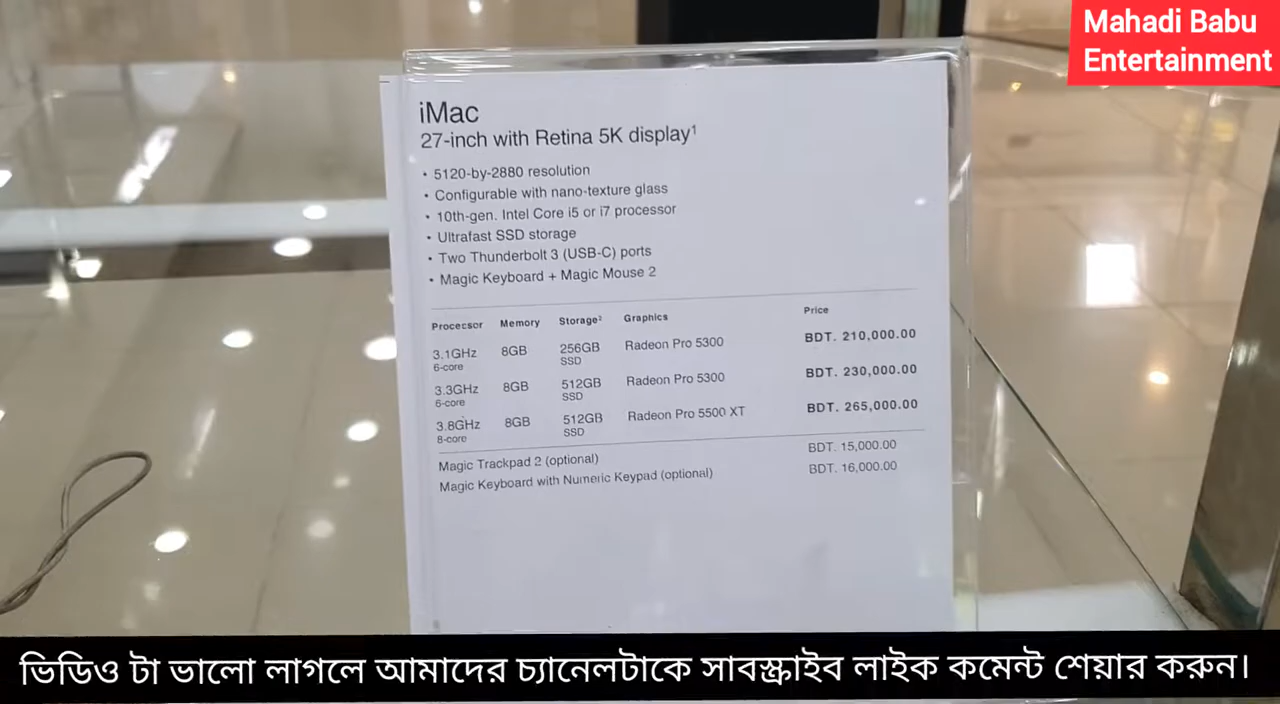 Mahadi Babu
Entertainment
iMac
27-inch with Retina 5K display¹
• 5120-by-2880 resolution
• Configurable with nano-texture glass
• 10th-gen. Intel Core i5 or i7 processor
• Ultrafast SSD storage
• Two Thunderbolt 3 (USB-C) ports
• Magic Keyboard + Magic Mouse 2
Processor Memory Storage² Graphics Price
3.1GHz 8GB 256GB Radeon Pro 5300 BDT. 210,000.00
6-core SSD
3.3GHz 8GB 512GB Radeon Pro 5300 BDT. 230,000.00
6-core SSD
3.8GHz 8GB 512GB Radeon Pro 5500 XT BDT. 265,000.00
8-core SSD
Magic Trackpad 2 (optional) BDT. 15,000.00
Magic Keyboard with Numeric Keypad (optional) BDT. 16,000.00
ভিডিও টা ভালো লাগলে আমাদের চ্যানেলটাকে সাবস্ক্রাইব লাইক কমেন্ট শেয়ার করুন।